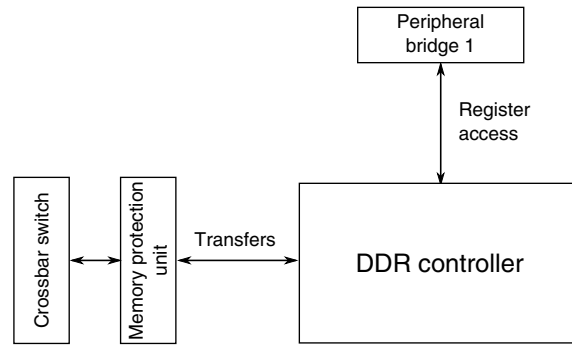 Peripheral
bridge 1
Register
access
Crossbar switch
Memory protection
unit
Transfers
DDR controller